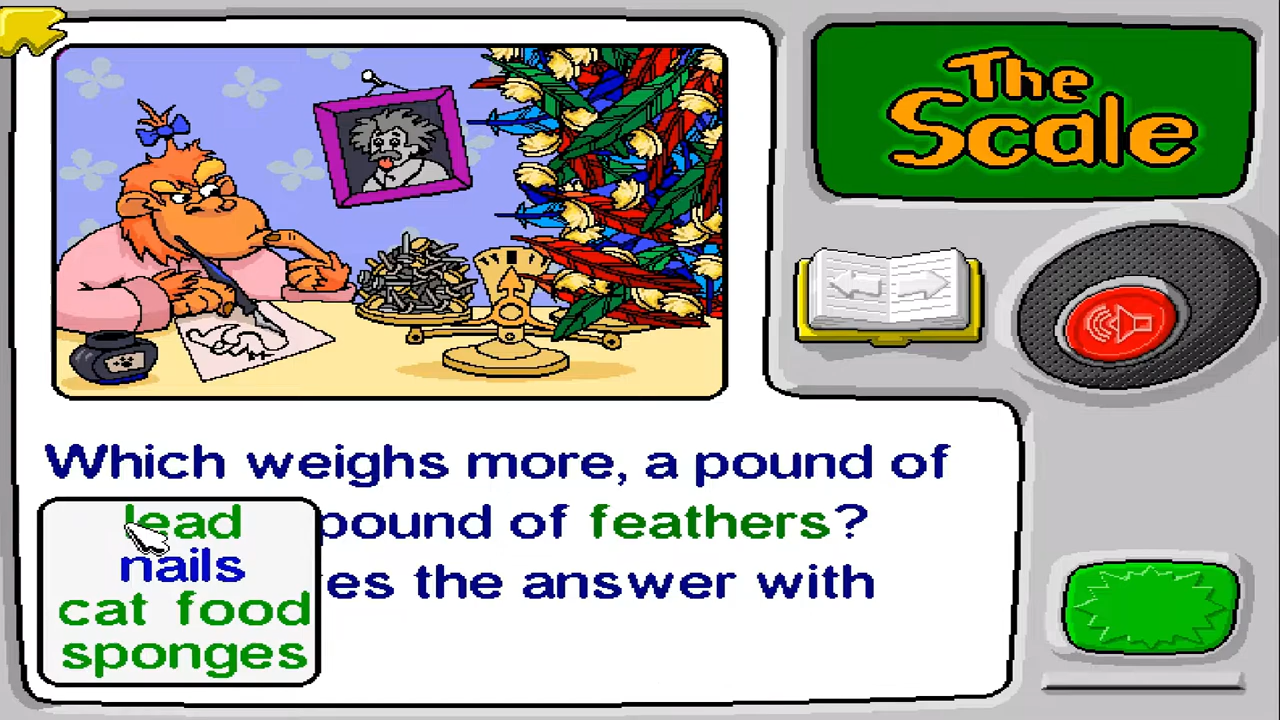 The
Scale
Which weighs more, a pound of
pound of feathers?
es the answer with
lead
nails
cat food
sponges